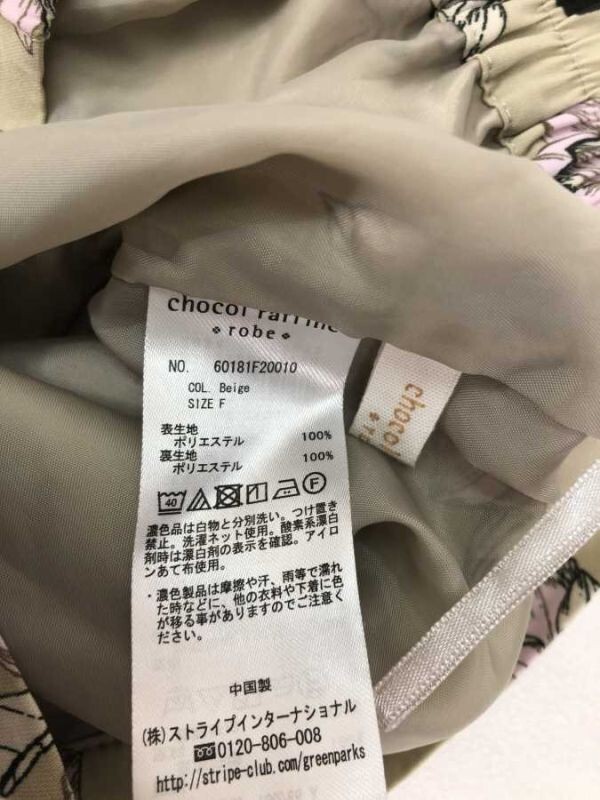 chocol raffine
❖ robe ❖
NO. 60181F20010
COL. Beige
SIZE F
表生地
ポリエステル 100%
裏生地
ポリエステル 100%
40
F
濃色品は白物と分別洗い。つけ置き
禁止。洗濯ネット使用。酸素系漂白
剤時は漂白剤の表示を確認。アイロ
ンあて布使用。
・濃色製品は摩擦や汗、雨等で濡れ
た時などに、他の衣料や下着に色
が移る事がありますのでご注意く
ださい。
中国製
(株)ストライプインターナショナル
0120-806-008
http://stripe-club.com/greenparks
chocol